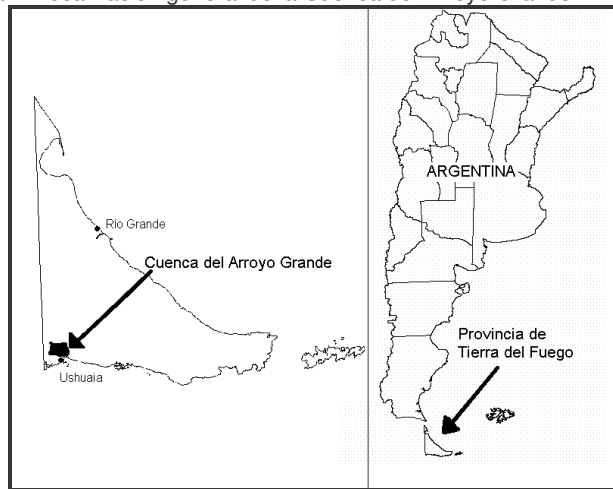 Río Grande
Cuenca del Arroyo Grande
Ushuaia
ARGENTINA
Provincia de
Tierra del Fuego